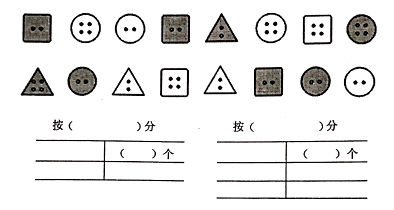 按（ ）分 按（ ）分
（ ）个 （ ）个